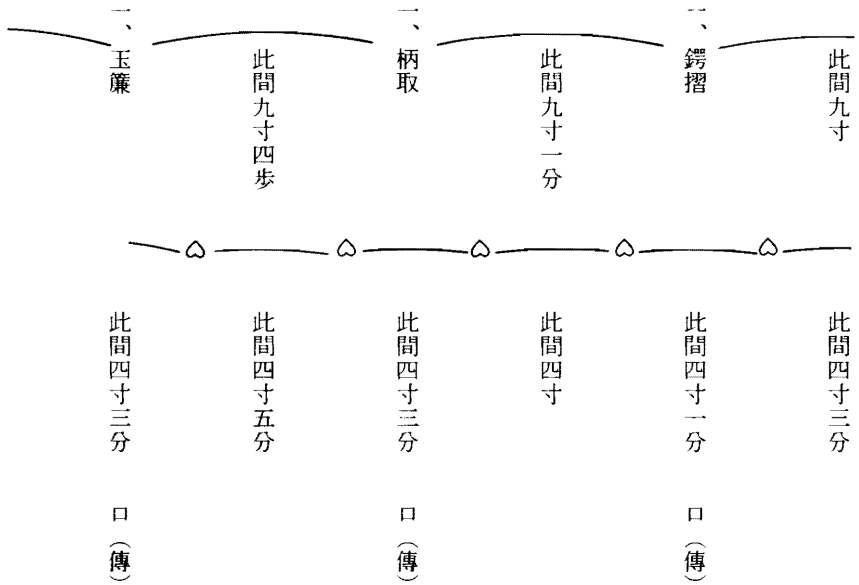 此間九寸
一、鍔摺
此間九寸一分
一、柄取
此間九寸四歩
一、玉簾
此間四寸三分
此間四寸一分　口（傳）
此間四寸
此間四寸三分　口（傳）
此間四寸五分
此間四寸三分　口（傳）